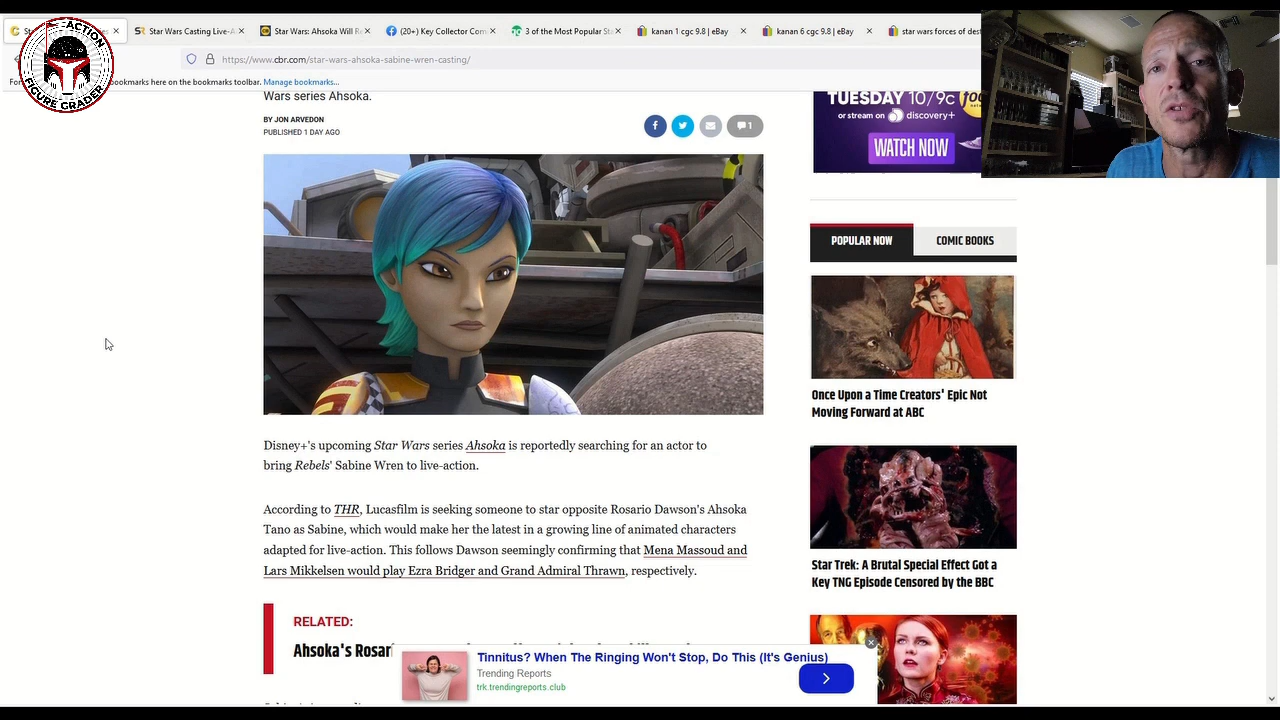 ACTION
FIGURE GRADER
Star Wars Casting Live-A
Star Wars: Ahsoka Will R
(20+) Key Collector Com
3 of the Most Popular St
kanan 1 cgc 9.8 | eBay
kanan 6 cgc 9.8 | eBay
star wars forces of des
https://www.cbr.com/star-wars-ahsoka-sabine-wren-casting/
bookmarks here on the bookmarks toolbar. Manage bookmarks...
Wars series Ahsoka.
BY JON ARVEDON
PUBLISHED 1 DAY AGO
1
TUESDAY 10/9c
or stream on discovery+
WATCH NOW
POPULAR NOW
COMIC BOOKS
Once Upon a Time Creators' Epic Not
Moving Forward at ABC
Star Trek: A Brutal Special Effect Got a
Key TNG Episode Censored by the BBC
Disney+'s upcoming Star Wars series Ahsoka is reportedly searching for an actor to
bring Rebels' Sabine Wren to live-action.
According to THR, Lucasfilm is seeking someone to star opposite Rosario Dawson's Ahsoka
Tano as Sabine, which would make her the latest in a growing line of animated characters
adapted for live-action. This follows Dawson seemingly confirming that Mena Massoud and
Lars Mikkelsen would play Ezra Bridger and Grand Admiral Thrawn, respectively.
RELATED:
Ahsoka's Rosar
Tinnitus? When The Ringing Won't Stop, Do This (It's Genius)
Trending Reports
trk.trendingreports.club